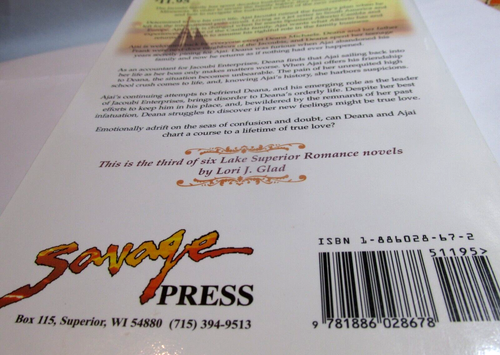 As an accountant for Jacoubi Enterprises, Deana finds that Ajai sailing back into
her life as her boss only makes matters worse. When Ajai offers his friendship
to Deana, the situation becomes unbearable. The pain of her unrequited high
school crush comes to life, and knowing Ajai's history, she harbors suspicions.
Ajai's continuing attempts to befriend Deana, and his emerging role as the leader
of Jacoubi Enterprises, brings disorder to Deana's orderly life. Despite her best
efforts to keep him in his place, and, bewildered by the remnants of her past
infatuation, Deana struggles to discover if her new feelings might be true love.
Emotionally adrift on the seas of confusion and doubt, can Deana and Ajai
chart a course to a lifetime of true love?
This is the third of six Lake Superior Romance novels
by Lori J. Glad
Savage
PRESS
Box 115, Superior, WI 54880 (715) 394-9513
ISBN 1-886028-67-2
51195>
9 781886 028678